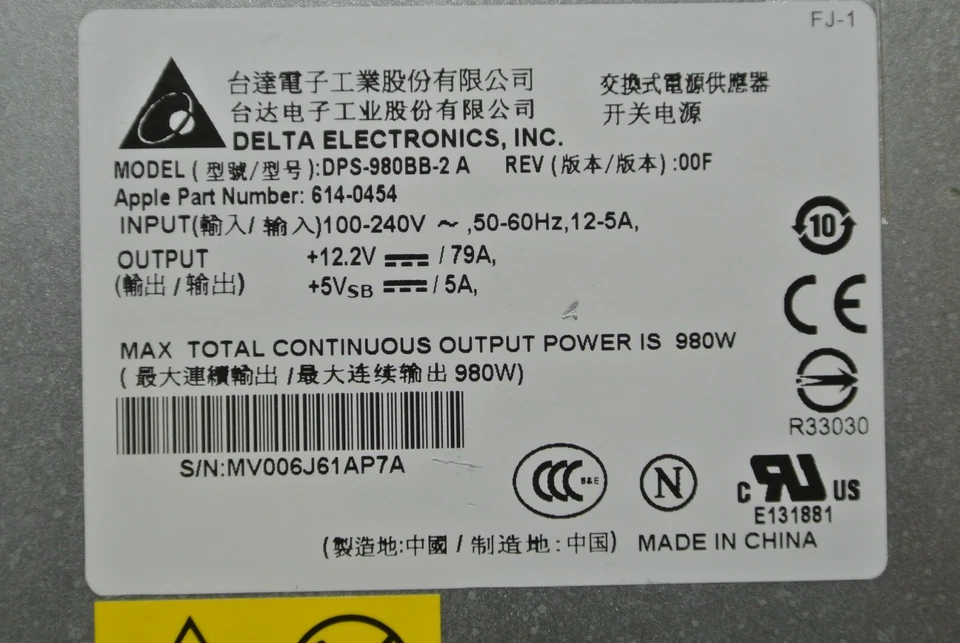 FJ-1
台達電子工業股份有限公司 交換式電源供應器
台达电子工业股份有限公司 开关电源
DELTA ELECTRONICS, INC.
MODEL (型號/型号):DPS-980BB-2 A REV (版本/版本) :00F
Apple Part Number: 614-0454
INPUT(輸入/ 输入)100-240V ～ ,50-60Hz,12-5A,
10
OUTPUT +12.2V ⎓ / 79A,
(輸出 / 输出) +5VSB ⎓ / 5A,
CE
MAX TOTAL CONTINUOUS OUTPUT POWER IS 980W
( 最大連續輸出 /最大连续输出 980W)
R33030
S/N:MV006J61AP7A
CCC S&E
N
c RU US
E131881
(製造地:中國 / 制造地 : 中国) MADE IN CHINA